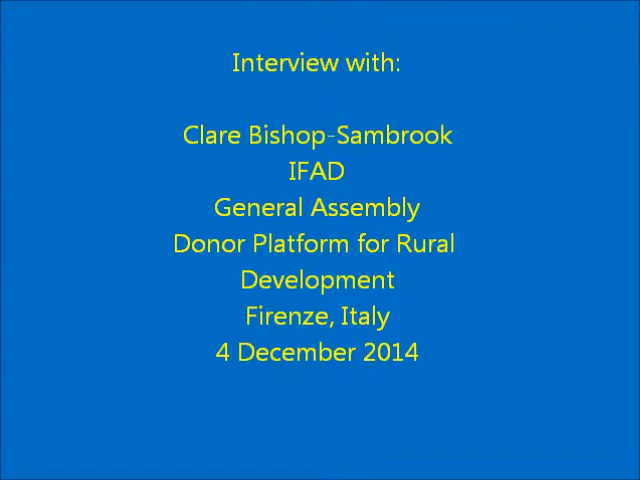 Interview with:
Clare Bishop-Sambrook
IFAD
General Assembly
Donor Platform for Rural
Development
Firenze, Italy
4 December 2014